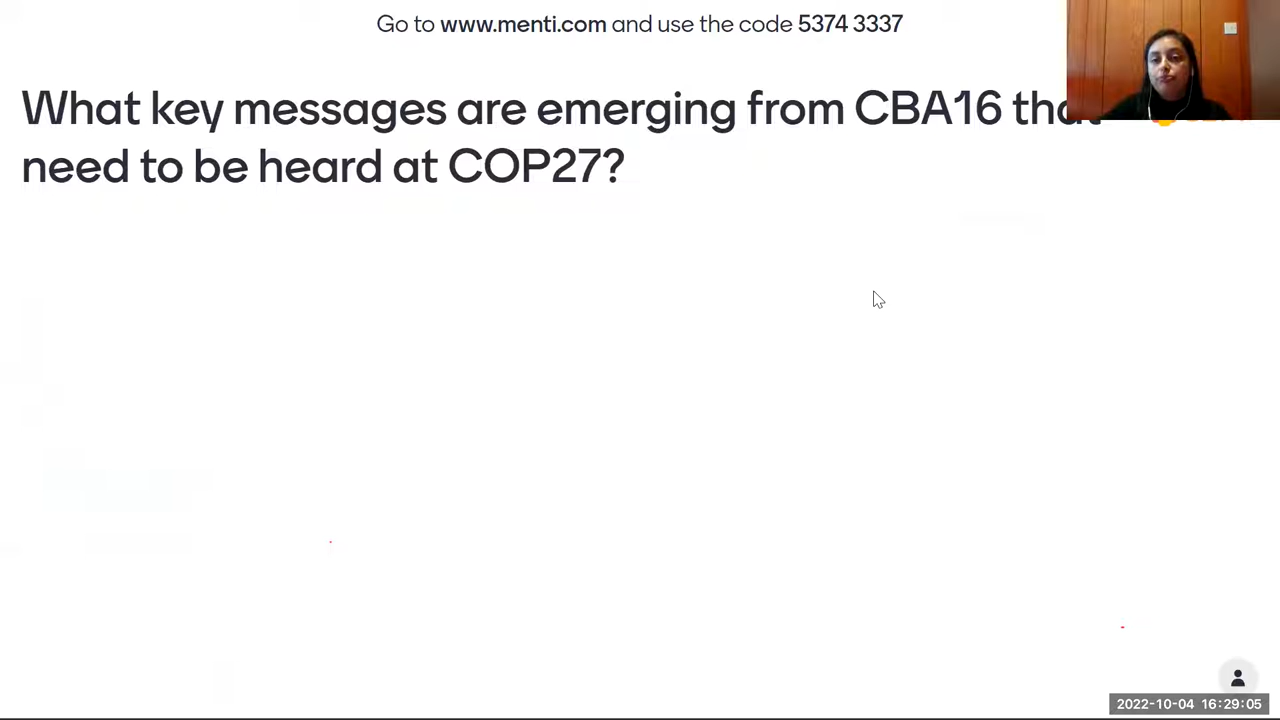 Go to www.menti.com and use the code 5374 3337
What key messages are emerging from CBA16 that
need to be heard at COP27?
2022-10-04 16:29:05